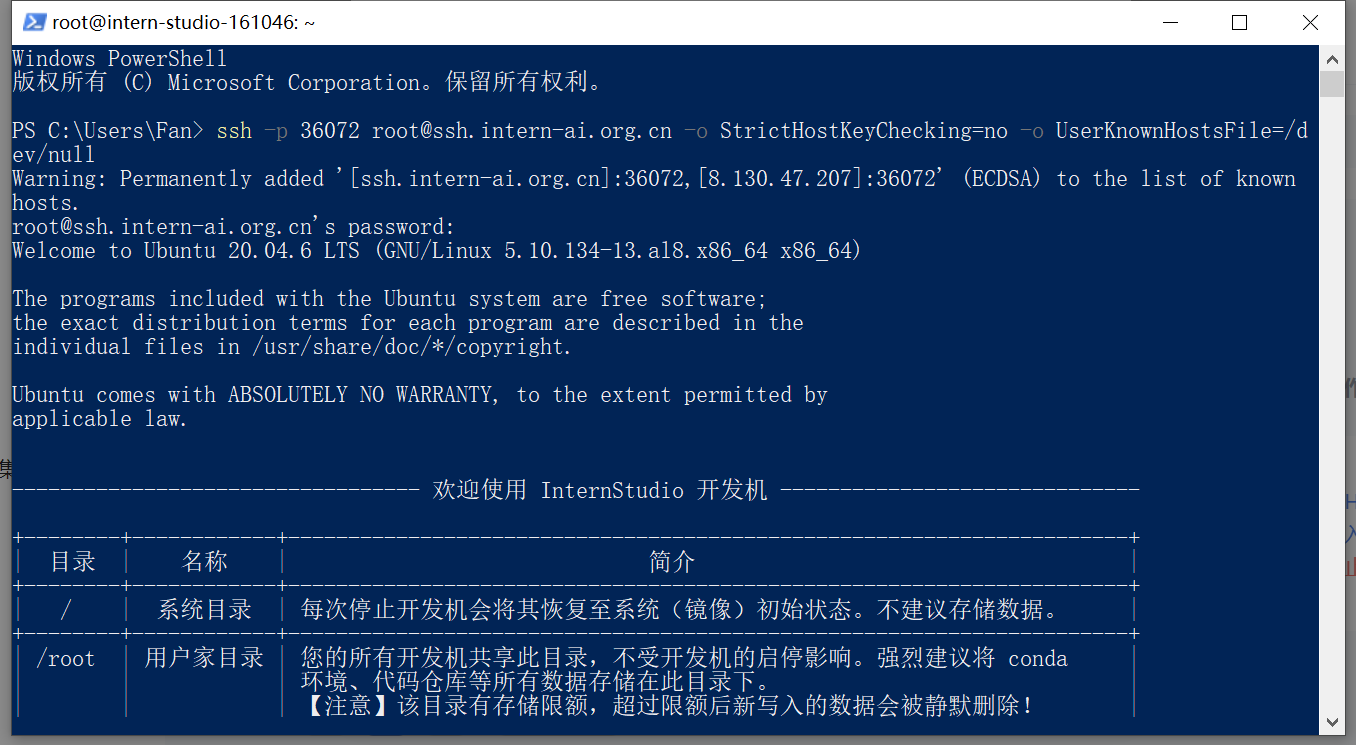 root@intern-studio-161046: ~
Windows PowerShell
版权所有 (C) Microsoft Corporation。保留所有权利。
PS C:\Users\Fan> ssh -p 36072 root@ssh.intern-ai.org.cn -o StrictHostKeyChecking=no -o UserKnownHostsFile=/d
ev/null
Warning: Permanently added '[ssh.intern-ai.org.cn]:36072,[8.130.47.207]:36072' (ECDSA) to the list of known
hosts.
root@ssh.intern-ai.org.cn's password:
Welcome to Ubuntu 20.04.6 LTS (GNU/Linux 5.10.134-13.al8.x86_64 x86_64)
The programs included with the Ubuntu system are free software;
the exact distribution terms for each program are described in the
individual files in /usr/share/doc/*/copyright.
Ubuntu comes with ABSOLUTELY NO WARRANTY, to the extent permitted by
applicable law.
集
---------------------------------- 欢迎使用 InternStudio 开发机 ------------------------------
+--------+------------+----------------------------------------------------------------------+
| 目录 | 名称 | 简介 |
+--------+------------+----------------------------------------------------------------------+
| / | 系统目录 | 每次停止开发机会将其恢复至系统（镜像）初始状态。不建议存储数据。 |
+--------+------------+----------------------------------------------------------------------+
| /root | 用户家目录 | 您的所有开发机共享此目录，不受开发机的启停影响。强烈建议将 conda |
| | | 环境、代码仓库等所有数据存储在此目录下。 |
| | | 【注意】该目录有存储限额，超过限额后新写入的数据会被静默删除！ |